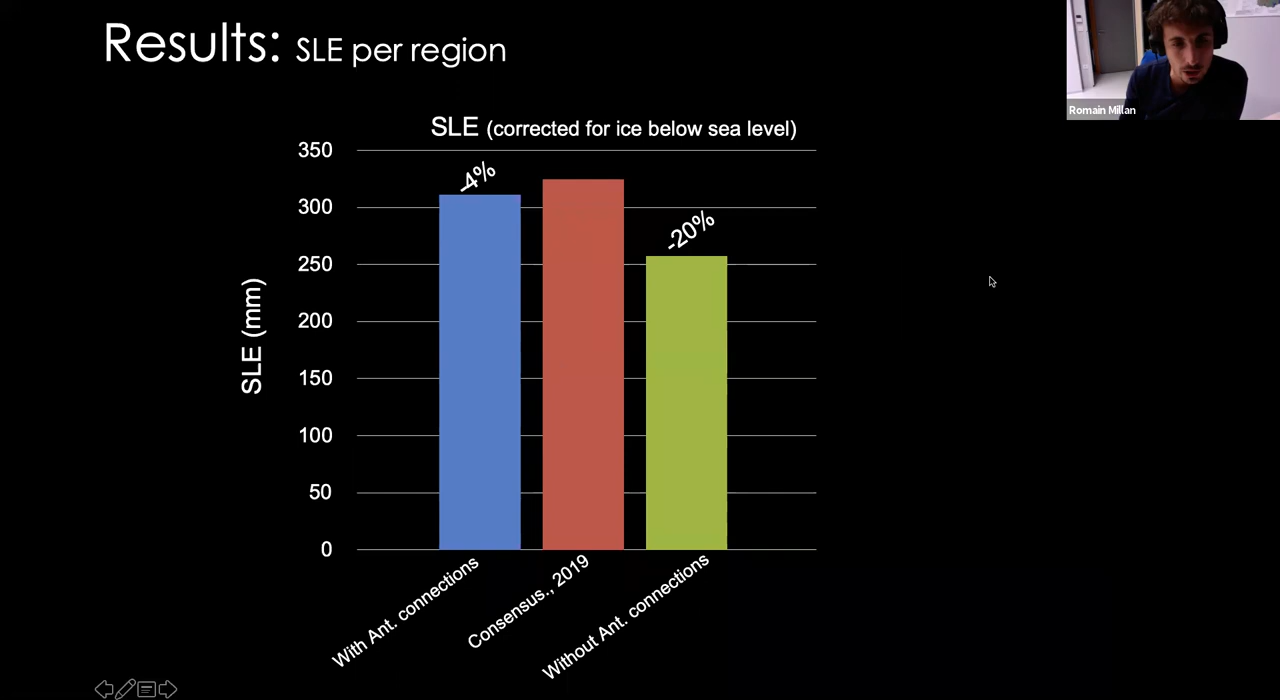 Results: SLE per region
Romain Millan
SLE (corrected for ice below sea level)
350
300
250
200
150
100
50
0
SLE (mm)
-4%
-20%
With Ant. connections
Consensus., 2019
Without Ant. connections